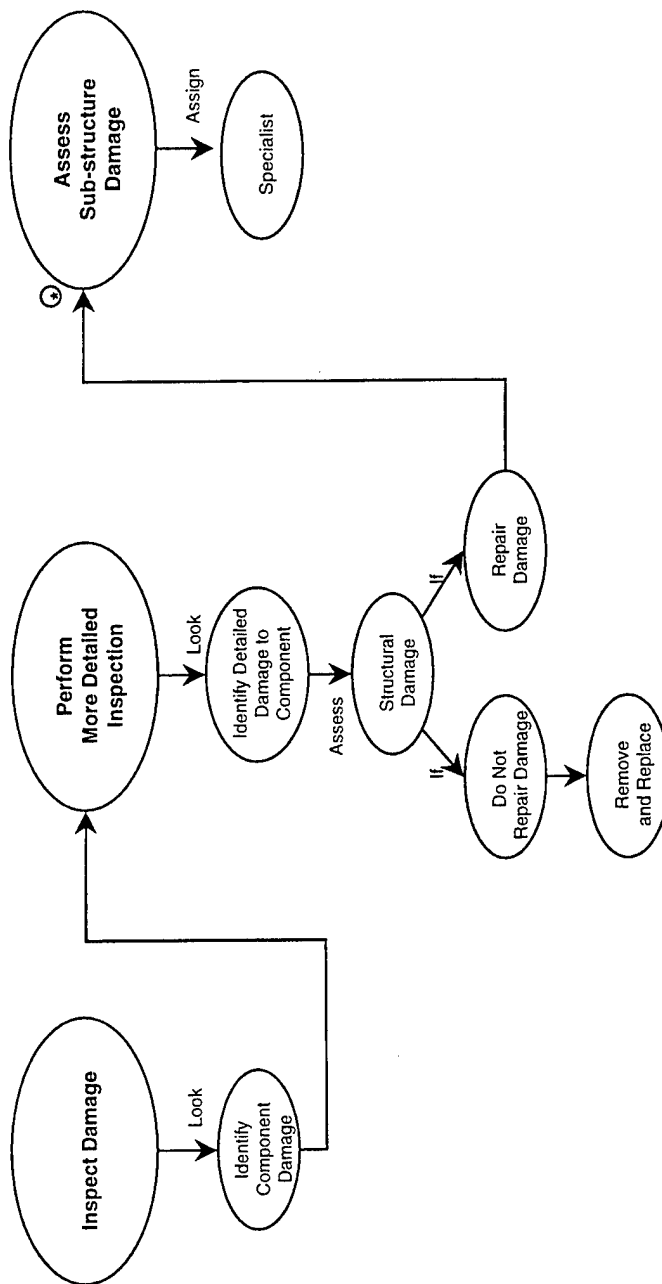 Inspect Damage
Look
Identify
Component
Damage
Perform
More Detailed
Inspection
Look
Identify Detailed
Damage to
Component
Assess
Structural
Damage
If
If
Do Not
Repair Damage
Remove
and Replace
Repair
Damage
*
Assess
Sub-structure
Damage
Assign
Specialist